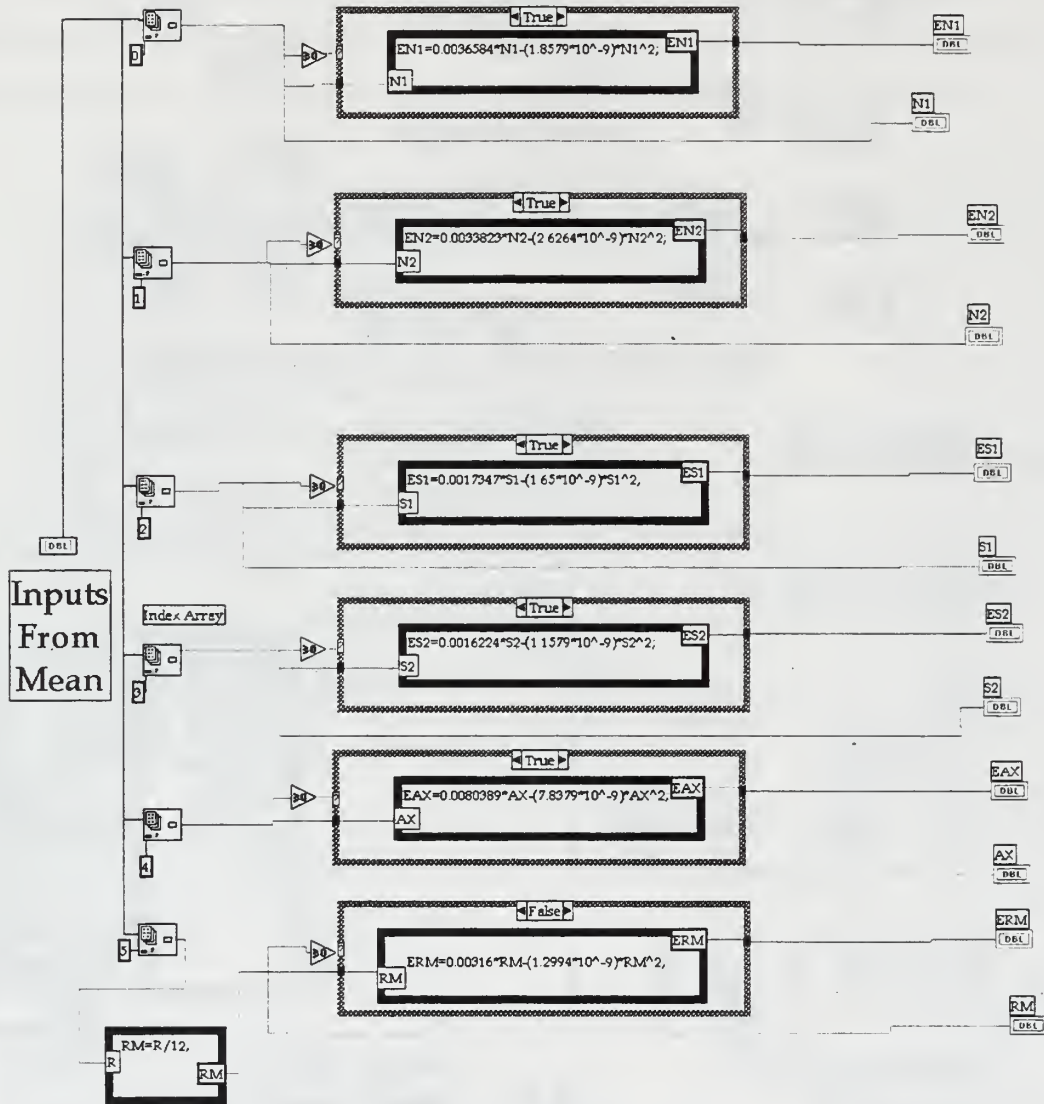 True
EN1
DBL
0
≥0
EN1=0.0036584*N1-(1.8579*10^-9)*N1^2;
EN1
N1
N1
DBL
True
EN2
DBL
≥0
EN2=0.0033823*N2-(2 6264*10^-9)*N2^2;
EN2
N2
1
N2
DBL
True
ES1
DBL
≥0
ES1=0.0017347*S1-(1 65*10^-9)*S1^2,
ES1
S1
2
S1
DBL
DBL
Inputs
From
Mean
Index Array
True
ES2
DBL
≥0
ES2=0.0016224*S2-(1 1579*10^-9)*S2^2;
ES2
S2
3
S2
DBL
True
EAX
DBL
≥0
EAX=0.0080389*AX-(7.8379*10^-9)*AX^2,
EAX
AX
4
AX
DBL
False
ERM
DBL
5
≥0
ERM=0.00316*RM-(1.2994*10^-9)*RM^2,
ERM
RM
RM
DBL
RM=R/12,
R
RM